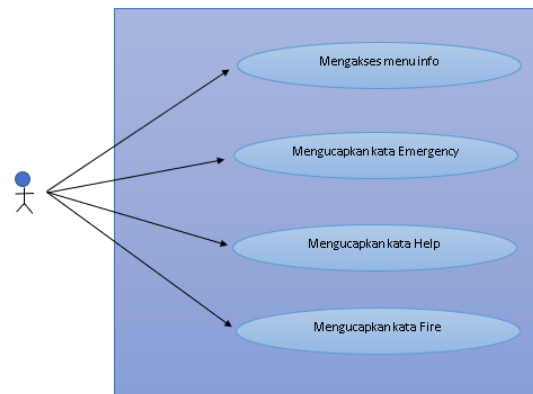 Mengakses menu info
Mengucapkan kata Emergency
Mengucapkan kata Help
Mengucapkan kata Fire